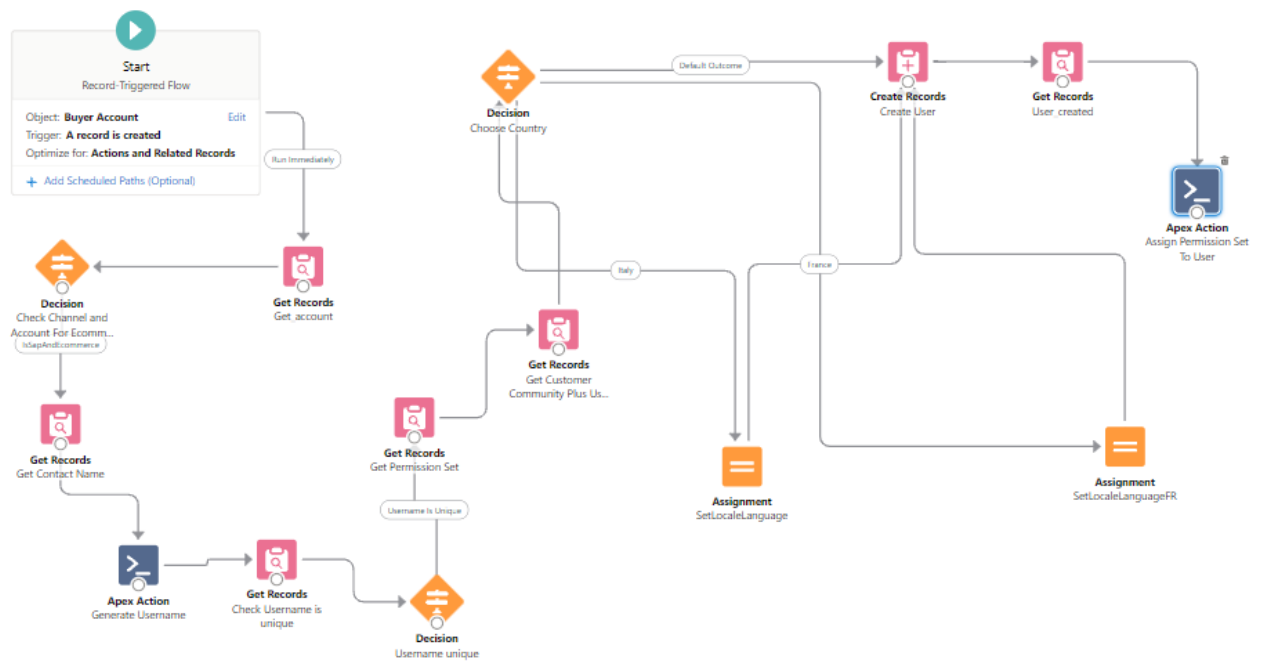 Start
Record-Triggered Flow
Object: Buyer Account Edit
Trigger: A record is created
Optimize for: Actions and Related Records
+ Add Scheduled Paths (Optional)
Run Immediately
Get Records
Get_account
Decision
Check Channel and
Account For Ecomm...
IsSapAndEcommerce
Get Records
Get Contact Name
Apex Action
Generate Username
Get Records
Check Username is
unique
Decision
Username unique
Username Is Unique
Get Records
Get Permission Set
Get Records
Get Customer
Community Plus Us...
Decision
Choose Country
Default Outcome
Italy
France
Assignment
SetLocaleLanguage
Assignment
SetLocaleLanguageFR
Create Records
Create User
Get Records
User_created
Apex Action
Assign Permission Set
To User